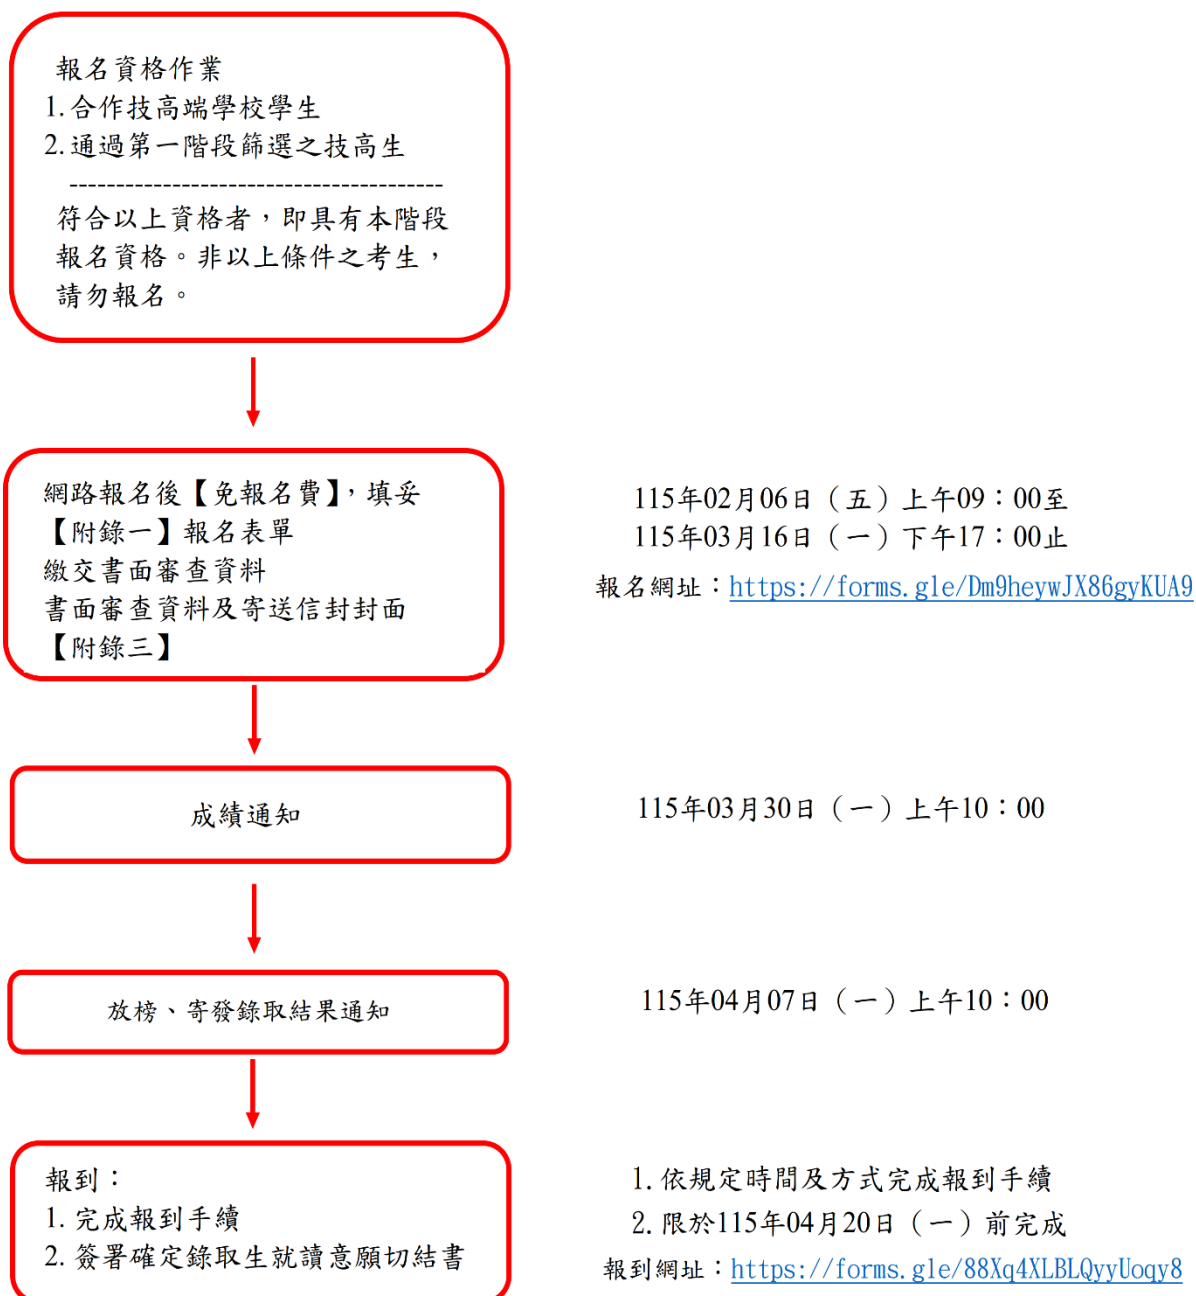 報名資格作業
1.合作技高端學校學生
2.通過第一階段篩選之技高生
----------------------------------------
符合以上資格者，即具有本階段
報名資格。非以上條件之考生，
請勿報名。
網路報名後【免報名費】，填妥
【附錄一】報名表單
繳交書面審查資料
書面審查資料及寄送信封封面
【附錄三】
115年02月06日（五）上午09：00至
115年03月16日（一）下午17：00止
報名網址：https://forms.gle/Dm9heywJX86gyKUA9
成績通知
115年03月30日（一）上午10：00
放榜、寄發錄取結果通知
115年04月07日（一）上午10：00
報到：
1. 完成報到手續
2. 簽署確定錄取生就讀意願切結書
1.依規定時間及方式完成報到手續
2.限於115年04月20日（一）前完成
報到網址：https://forms.gle/88Xq4XLBLQyyUoqy8